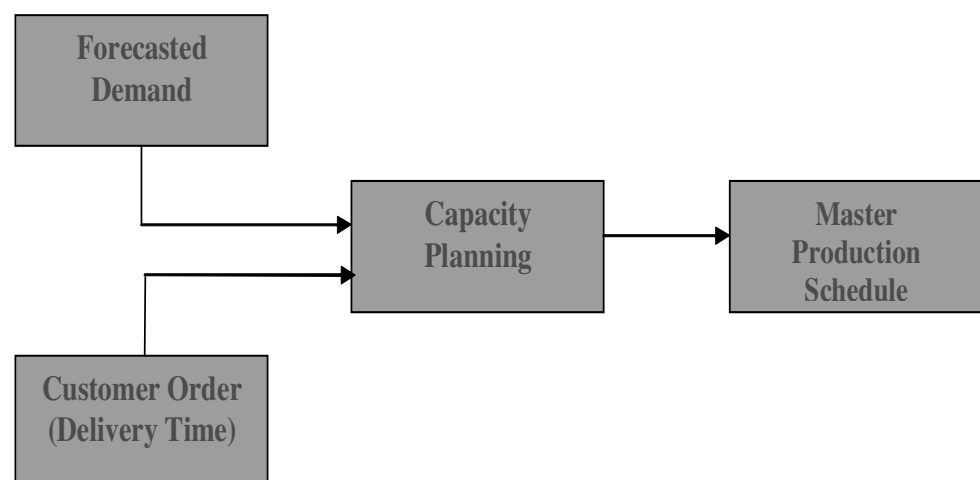 Forecasted
Demand
Capacity
Planning
Master
Production
Schedule
Customer Order
(Delivery Time)